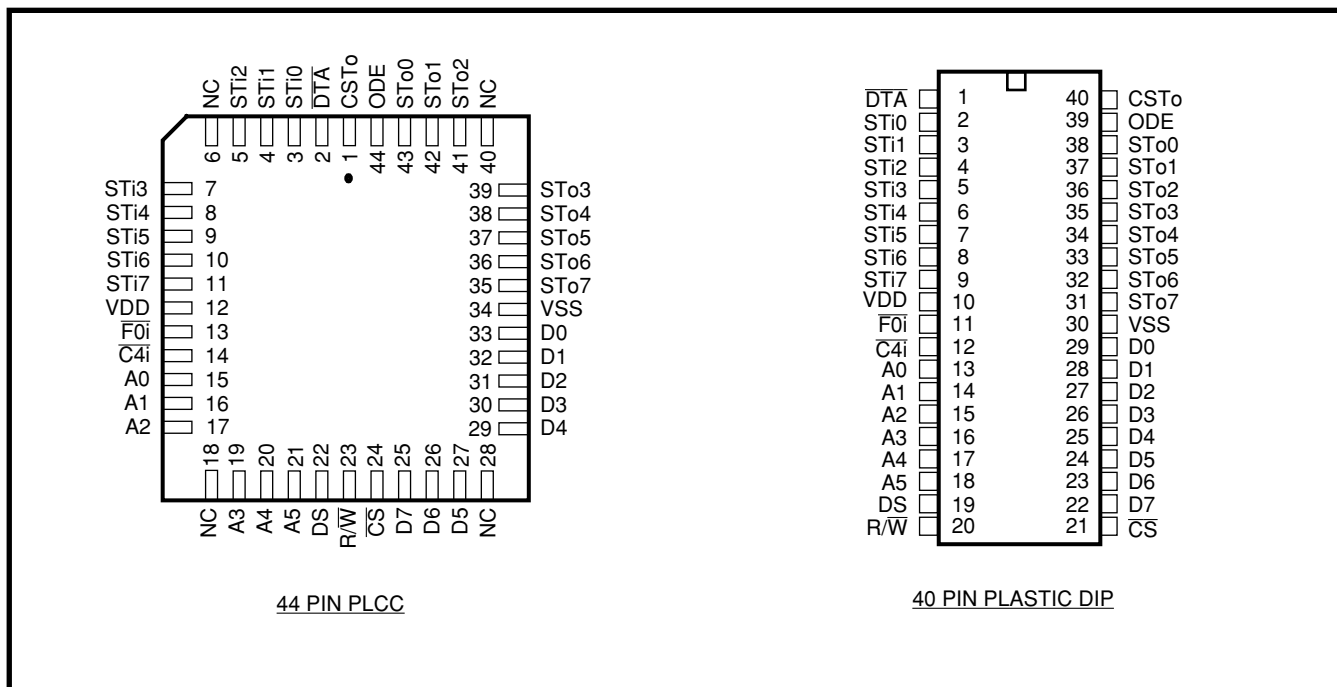 NC STi2 STi1 STi0 D̅T̅A̅ CSTo ODE STo0 STo1 STo2 NC
6 5 4 3 2 1 44 43 42 41 40
STi3 7 39 STo3
STi4 8 38 STo4
STi5 9 37 STo5
STi6 10 36 STo6
STi7 11 35 STo7
VDD 12 34 VSS
F̅0̅i̅ 13 33 D0
C̅4̅i̅ 14 32 D1
A0 15 31 D2
A1 16 30 D3
A2 17 29 D4
18 19 20 21 22 23 24 25 26 27 28
NC A3 A4 A5 DS R/W̅ C̅S̅ D7 D6 D5 NC
44 PIN PLCC
D̅T̅A̅ 1 40 CSTo
STi0 2 39 ODE
STi1 3 38 STo0
STi2 4 37 STo1
STi3 5 36 STo2
STi4 6 35 STo3
STi5 7 34 STo4
STi6 8 33 STo5
STi7 9 32 STo6
VDD 10 31 STo7
F̅0̅i̅ 11 30 VSS
C̅4̅i̅ 12 29 D0
A0 13 28 D1
A1 14 27 D2
A2 15 26 D3
A3 16 25 D4
A4 17 24 D5
A5 18 23 D6
DS 19 22 D7
R/W̅ 20 21 C̅S̅
40 PIN PLASTIC DIP